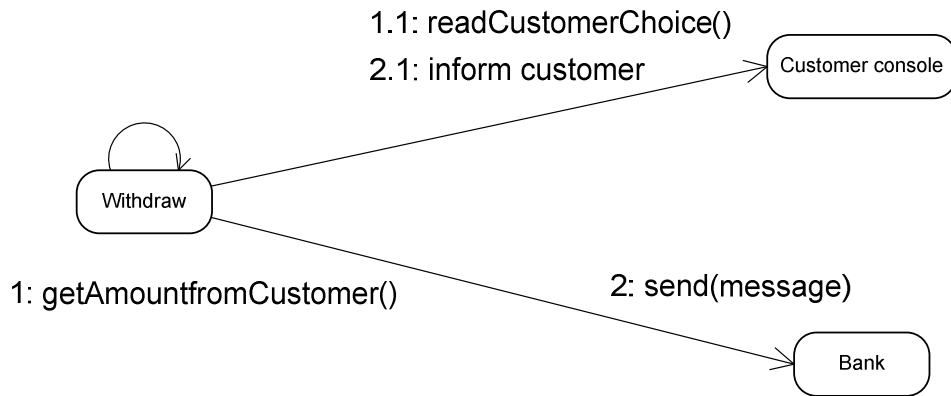 1.1: readCustomerChoice()
2.1: inform customer
Customer console
Withdraw
1: getAmountfromCustomer()
2: send(message)
Bank